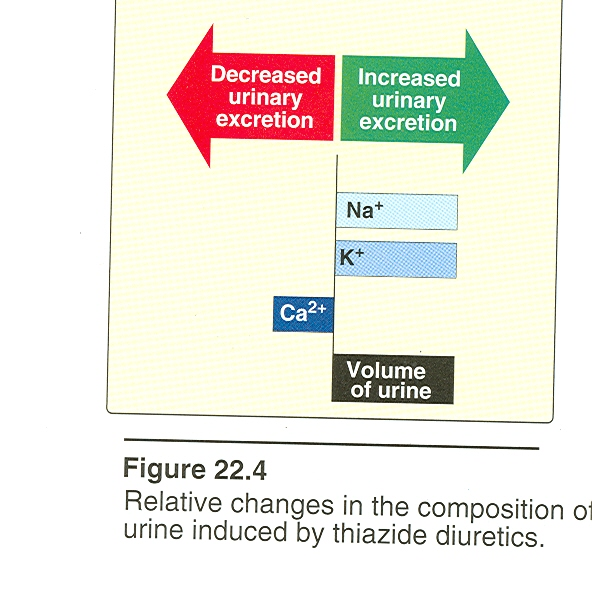 Decreased
urinary
excretion
Increased
urinary
excretion
Na⁺
K⁺
Ca²⁺
Volume
of urine
Figure 22.4
Relative changes in the composition of
urine induced by thiazide diuretics.